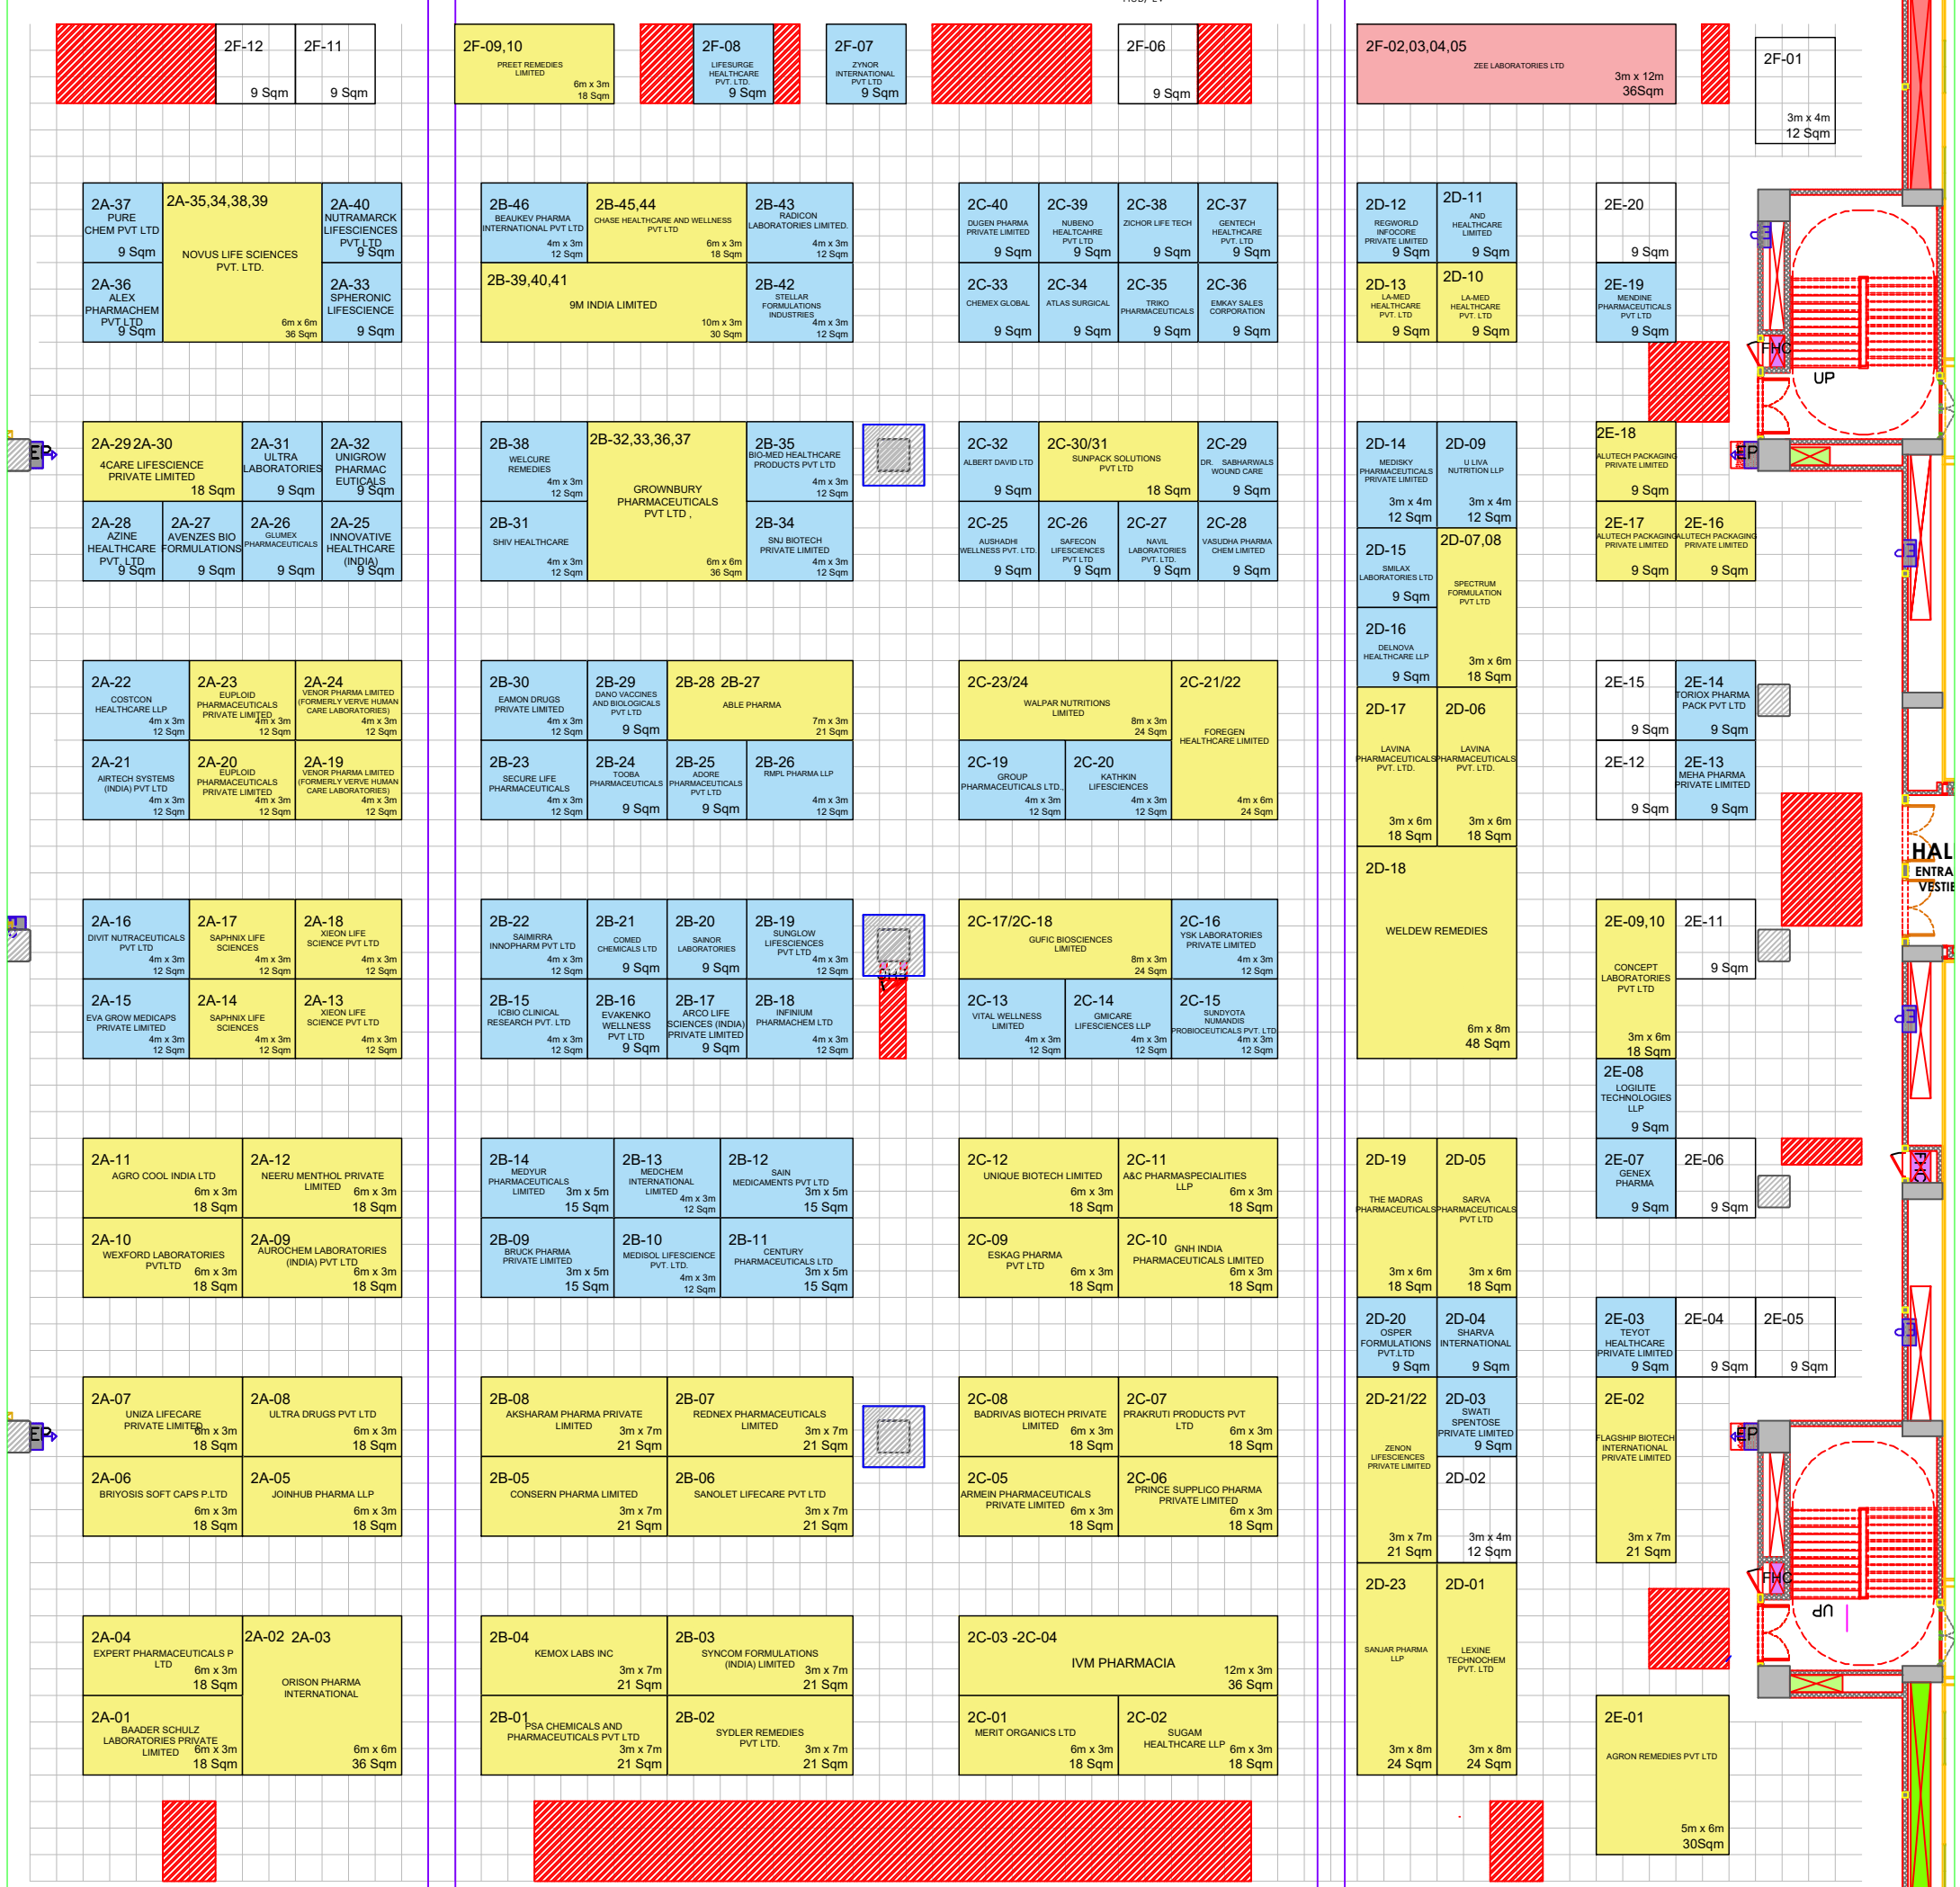 2F-12
9 Sqm
2F-11
9 Sqm
2F-09,10
PREET REMEDIES
LIMITED
6m x 3m
18 Sqm
2F-08
LIFESURGE
HEALTHCARE
PVT. LTD.
9 Sqm
2F-07
ZYNOR
INTERNATIONAL
PVT LTD
9 Sqm
2F-06
9 Sqm
2F-02,03,04,05
ZEE LABORATORIES LTD
3m x 12m
36Sqm
2F-01
3m x 4m
12 Sqm
2A-37
PURE
CHEM PVT LTD
9 Sqm
2A-35,34,38,39
NOVUS LIFE SCIENCES
PVT. LTD.
6m x 6m
36 Sqm
2A-40
NUTRAMARCK
LIFESCIENCES
PVT LTD
9 Sqm
2A-36
ALEX
PHARMACHEM
PVT LTD
9 Sqm
2A-33
SPHERONIC
LIFESCIENCE
9 Sqm
2B-46
BEAUKEV PHARMA
INTERNATIONAL PVT LTD
4m x 3m
12 Sqm
2B-45,44
CHASE HEALTHCARE AND WELLNESS
PVT LTD
6m x 3m
18 Sqm
2B-43
RADICON
LABORATORIES LIMITED.
4m x 3m
12 Sqm
2B-39,40,41
9M INDIA LIMITED
10m x 3m
30 Sqm
2B-42
STELLAR
FORMULATIONS
INDUSTRIES
4m x 3m
12 Sqm
2C-40
DUGEN PHARMA
PRIVATE LIMITED
9 Sqm
2C-39
NUBENO
HEALTCAHRE
PVT LTD
9 Sqm
2C-38
ZICHOR LIFE TECH
9 Sqm
2C-37
GENTECH
HEALTHCARE
PVT. LTD.
9 Sqm
2C-33
CHEMEX GLOBAL
9 Sqm
2C-34
ATLAS SURGICAL
9 Sqm
2C-35
TRIKO
PHARMACEUTICALS
9 Sqm
2C-36
EMKAY SALES
CORPORATION
9 Sqm
2D-12
REGWORLD
INFOCORE
PRIVATE LIMITED
9 Sqm
2D-11
AND
HEALTHCARE
LIMITED
9 Sqm
2D-13
LA-MED
HEALTHCARE
PVT. LTD
9 Sqm
2D-10
LA-MED
HEALTHCARE
PVT. LTD
9 Sqm
2E-20
9 Sqm
2E-19
MENDINE
PHARMACEUTICALS
PVT LTD
9 Sqm
EP
FHC
UP
EP
2A-29 2A-30
4CARE LIFESCIENCE
PRIVATE LIMITED
18 Sqm
2A-31
ULTRA
LABORATORIES
9 Sqm
2A-32
UNIGROW
PHARMAC
EUTICALS
9 Sqm
2A-28
AZINE
HEALTHCARE
PVT. LTD
9 Sqm
2A-27
AVENZES BIO
FORMULATIONS
9 Sqm
2A-26
GLUMEX
PHARMACEUTICALS
9 Sqm
2A-25
INNOVATIVE
HEALTHCARE
(INDIA)
9 Sqm
2B-38
WELCURE
REMEDIES
4m x 3m
12 Sqm
2B-32,33,36,37
GROWNBURY
PHARMACEUTICALS
PVT LTD ,
6m x 6m
36 Sqm
2B-35
BIO-MED HEALTHCARE
PRODUCTS PVT LTD
4m x 3m
12 Sqm
2B-31
SHIV HEALTHCARE
4m x 3m
12 Sqm
2B-34
SNJ BIOTECH
PRIVATE LIMITED
4m x 3m
12 Sqm
2C-32
ALBERT DAVID LTD
9 Sqm
2C-30/31
SUNPACK SOLUTIONS
PVT LTD
18 Sqm
2C-29
DR. SABHARWALS
WOUND CARE
9 Sqm
2C-25
AUSHADHI
WELLNESS PVT. LTD.
9 Sqm
2C-26
SAFECON
LIFESCIENCES
PVT LTD
9 Sqm
2C-27
NAVIL
LABORATORIES
PVT. LTD.
9 Sqm
2C-28
VASUDHA PHARMA
CHEM LIMITED
9 Sqm
2D-14
MEDISKY
PHARMACEUTICALS
PRIVATE LIMITED
3m x 4m
12 Sqm
2D-09
U LIVA
NUTRITION LLP
3m x 4m
12 Sqm
2D-15
SMILAX
LABORATORIES LTD
9 Sqm
2D-07,08
SPECTRUM
FORMULATION
PVT LTD
3m x 6m
18 Sqm
2D-16
DELNOVA
HEALTHCARE LLP
9 Sqm
2E-18
ALUTECH PACKAGING
PRIVATE LIMITED
9 Sqm
2E-17
ALUTECH PACKAGING
PRIVATE LIMITED
9 Sqm
2E-16
ALUTECH PACKAGING
PRIVATE LIMITED
9 Sqm
EP
EP
2A-22
COSTCON
HEALTHCARE LLP
4m x 3m
12 Sqm
2A-23
EUPLOID
PHARMACEUTICALS
PRIVATE LIMITED
4m x 3m
12 Sqm
2A-24
VENOR PHARMA LIMITED
(FORMERLY VERVE HUMAN
CARE LABORATORIES)
4m x 3m
12 Sqm
2A-21
AIRTECH SYSTEMS
(INDIA) PVT LTD
4m x 3m
12 Sqm
2A-20
EUPLOID
PHARMACEUTICALS
PRIVATE LIMITED
4m x 3m
12 Sqm
2A-19
VENOR PHARMA LIMITED
(FORMERLY VERVE HUMAN
CARE LABORATORIES)
4m x 3m
12 Sqm
2B-30
EAMON DRUGS
PRIVATE LIMITED
4m x 3m
12 Sqm
2B-29
DANO VACCINES
AND BIOLOGICALS
PVT LTD
9 Sqm
2B-28 2B-27
ABLE PHARMA
7m x 3m
21 Sqm
2B-23
SECURE LIFE
PHARMACEUTICALS
4m x 3m
12 Sqm
2B-24
TOOBA
PHARMACEUTICALS
9 Sqm
2B-25
ADORE
PHARMACEUTICALS
PVT LTD
9 Sqm
2B-26
RMPL PHARMA LLP
4m x 3m
12 Sqm
2C-23/24
WALPAR NUTRITIONS
LIMITED
8m x 3m
24 Sqm
2C-21/22
FOREGEN
HEALTHCARE LIMITED
4m x 6m
24 Sqm
2C-19
GROUP
PHARMACEUTICALS LTD.,
4m x 3m
12 Sqm
2C-20
KATHKIN
LIFESCIENCES
4m x 3m
12 Sqm
2D-17
LAVINA
PHARMACEUTICALS
PVT. LTD.
3m x 6m
18 Sqm
2D-06
LAVINA
PHARMACEUTICALS
PVT. LTD.
3m x 6m
18 Sqm
2E-15
9 Sqm
2E-14
TORIOX PHARMA
PACK PVT LTD
9 Sqm
2E-12
9 Sqm
2E-13
MEHA PHARMA
PRIVATE LIMITED
9 Sqm
HAL
ENTRA
VESTIB
2A-16
DIVIT NUTRACEUTICALS
PVT LTD
4m x 3m
12 Sqm
2A-17
SAPHNIX LIFE
SCIENCES
4m x 3m
12 Sqm
2A-18
XIEON LIFE
SCIENCE PVT LTD
4m x 3m
12 Sqm
2A-15
EVA GROW MEDICAPS
PRIVATE LIMITED
4m x 3m
12 Sqm
2A-14
SAPHNIX LIFE
SCIENCES
4m x 3m
12 Sqm
2A-13
XIEON LIFE
SCIENCE PVT LTD
4m x 3m
12 Sqm
2B-22
SAIMIRRA
INNOPHARM PVT LTD
4m x 3m
12 Sqm
2B-21
COMED
CHEMICALS LTD
9 Sqm
2B-20
SAINOR
LABORATORIES
9 Sqm
2B-19
SUNGLOW
LIFESCIENCES
PVT LTD
4m x 3m
12 Sqm
2B-15
ICBIO CLINICAL
RESEARCH PVT. LTD
4m x 3m
12 Sqm
2B-16
EVAKENKO
WELLNESS
PVT LTD
9 Sqm
2B-17
ARCO LIFE
SCIENCES (INDIA)
PRIVATE LIMITED
9 Sqm
2B-18
INFINIUM
PHARMACHEM LTD
4m x 3m
12 Sqm
2C-17/2C-18
GUFIC BIOSCIENCES
LIMITED
8m x 3m
24 Sqm
2C-16
YSK LABORATORIES
PRIVATE LIMITED
4m x 3m
12 Sqm
2C-13
VITAL WELLNESS
LIMITED
4m x 3m
12 Sqm
2C-14
GMICARE
LIFESCIENCES LLP
4m x 3m
12 Sqm
2C-15
SUNDYOTA
NUMANDIS
PROBIOCEUTICALS PVT. LTD
4m x 3m
12 Sqm
2D-18
WELDEW REMEDIES
6m x 8m
48 Sqm
2E-09,10
CONCEPT
LABORATORIES
PVT LTD
3m x 6m
18 Sqm
2E-11
9 Sqm
2E-08
LOGILITE
TECHNOLOGIES
LLP
9 Sqm
EP
2A-11
AGRO COOL INDIA LTD
6m x 3m
18 Sqm
2A-12
NEERU MENTHOL PRIVATE
LIMITED
6m x 3m
18 Sqm
2A-10
WEXFORD LABORATORIES
PVTLTD
6m x 3m
18 Sqm
2A-09
AUROCHEM LABORATORIES
(INDIA) PVT LTD
6m x 3m
18 Sqm
2B-14
MEDYUR
PHARMACEUTICALS
LIMITED
3m x 5m
15 Sqm
2B-13
MEDCHEM
INTERNATIONAL
LIMITED
4m x 3m
12 Sqm
2B-12
SAIN
MEDICAMENTS PVT LTD
3m x 5m
15 Sqm
2B-09
BRUCK PHARMA
PRIVATE LIMITED
3m x 5m
15 Sqm
2B-10
MEDISOL LIFESCIENCE
PVT. LTD.
4m x 3m
12 Sqm
2B-11
CENTURY
PHARMACEUTICALS LTD
3m x 5m
15 Sqm
2C-12
UNIQUE BIOTECH LIMITED
6m x 3m
18 Sqm
2C-11
A&C PHARMASPECIALITIES
LLP
6m x 3m
18 Sqm
2C-09
ESKAG PHARMA
PVT LTD
6m x 3m
18 Sqm
2C-10
GNH INDIA
PHARMACEUTICALS LIMITED
6m x 3m
18 Sqm
2D-19
THE MADRAS
PHARMACEUTICALS
3m x 6m
18 Sqm
2D-05
SARVA
PHARMACEUTICALS
PVT LTD
3m x 6m
18 Sqm
2E-07
GENEX
PHARMA
9 Sqm
2E-06
9 Sqm
FHC
2D-20
OSPER
FORMULATIONS
PVT.LTD
9 Sqm
2D-04
SHARVA
INTERNATIONAL
9 Sqm
2E-03
TEYOT
HEALTHCARE
PRIVATE LIMITED
9 Sqm
2E-04
9 Sqm
2E-05
9 Sqm
EP
2A-07
UNIZA LIFECARE
PRIVATE LIMITED
6m x 3m
18 Sqm
2A-08
ULTRA DRUGS PVT LTD
6m x 3m
18 Sqm
2A-06
BRIYOSIS SOFT CAPS P.LTD
6m x 3m
18 Sqm
2A-05
JOINHUB PHARMA LLP
6m x 3m
18 Sqm
EP
2B-08
AKSHARAM PHARMA PRIVATE
LIMITED
3m x 7m
21 Sqm
2B-07
REDNEX PHARMACEUTICALS
LIMITED
3m x 7m
21 Sqm
2B-05
CONSERN PHARMA LIMITED
3m x 7m
21 Sqm
2B-06
SANOLET LIFECARE PVT LTD
3m x 7m
21 Sqm
2C-08
BADRIVAS BIOTECH PRIVATE
LIMITED
6m x 3m
18 Sqm
2C-07
PRAKRUTI PRODUCTS PVT
LTD
6m x 3m
18 Sqm
2C-05
ARMEIN PHARMACEUTICALS
PRIVATE LIMITED
6m x 3m
18 Sqm
2C-06
PRINCE SUPPLICO PHARMA
PRIVATE LIMITED
6m x 3m
18 Sqm
2D-21/22
ZENON
LIFESCIENCES
PRIVATE LIMITED
3m x 7m
21 Sqm
2D-03
SWATI
SPENTOSE
PRIVATE LIMITED
9 Sqm
2D-02
3m x 4m
12 Sqm
2E-02
FLAGSHIP BIOTECH
INTERNATIONAL
PRIVATE LIMITED
3m x 7m
21 Sqm
EP
FHC
UP
2A-04
EXPERT PHARMACEUTICALS P
LTD
6m x 3m
18 Sqm
2A-02 2A-03
ORISON PHARMA
INTERNATIONAL
6m x 6m
36 Sqm
2A-01
BAADER SCHULZ
LABORATORIES PRIVATE
LIMITED
6m x 3m
18 Sqm
2B-04
KEMOX LABS INC
3m x 7m
21 Sqm
2B-03
SYNCOM FORMULATIONS
(INDIA) LIMITED
3m x 7m
21 Sqm
2B-01
PSA CHEMICALS AND
PHARMACEUTICALS PVT LTD
3m x 7m
21 Sqm
2B-02
SYDLER REMEDIES
PVT LTD.
3m x 7m
21 Sqm
2C-03 -2C-04
IVM PHARMACIA
12m x 3m
36 Sqm
2C-01
MERIT ORGANICS LTD
6m x 3m
18 Sqm
2C-02
SUGAM
HEALTHCARE LLP
6m x 3m
18 Sqm
2D-23
SANJAR PHARMA
LLP
3m x 8m
24 Sqm
2D-01
LEXINE
TECHNOCHEM
PVT. LTD
3m x 8m
24 Sqm
2E-01
AGRON REMEDIES PVT LTD
5m x 6m
30Sqm